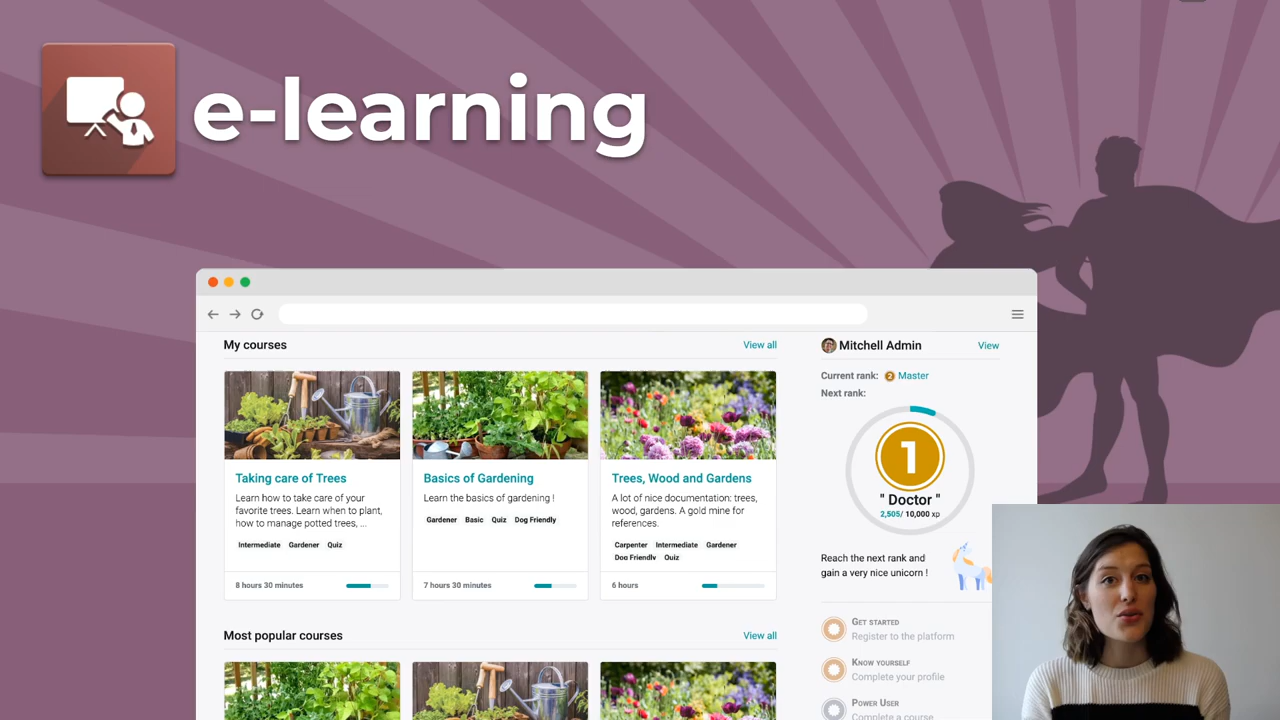 e-learning
My courses
View all
Taking care of Trees
Learn how to take care of your
favorite trees. Learn when to plant,
how to manage potted trees, ...
Intermediate Gardener Quiz
8 hours 30 minutes
Basics of Gardening
Learn the basics of gardening !
Gardener Basic Quiz Dog Friendly
7 hours 30 minutes
Trees, Wood and Gardens
A lot of nice documentation: trees,
wood, gardens. A gold mine for
references.
Carpenter Intermediate Gardener
Dog Friendly Quiz
6 hours
Most popular courses
View all
Mitchell Admin
View
Current rank: 2 Master
Next rank:
1
" Doctor "
2,505/ 10,000 xp
Reach the next rank and
gain a very nice unicorn !
Get started
Register to the platform
Know yourself
Complete your profile
Power User
Complete a course